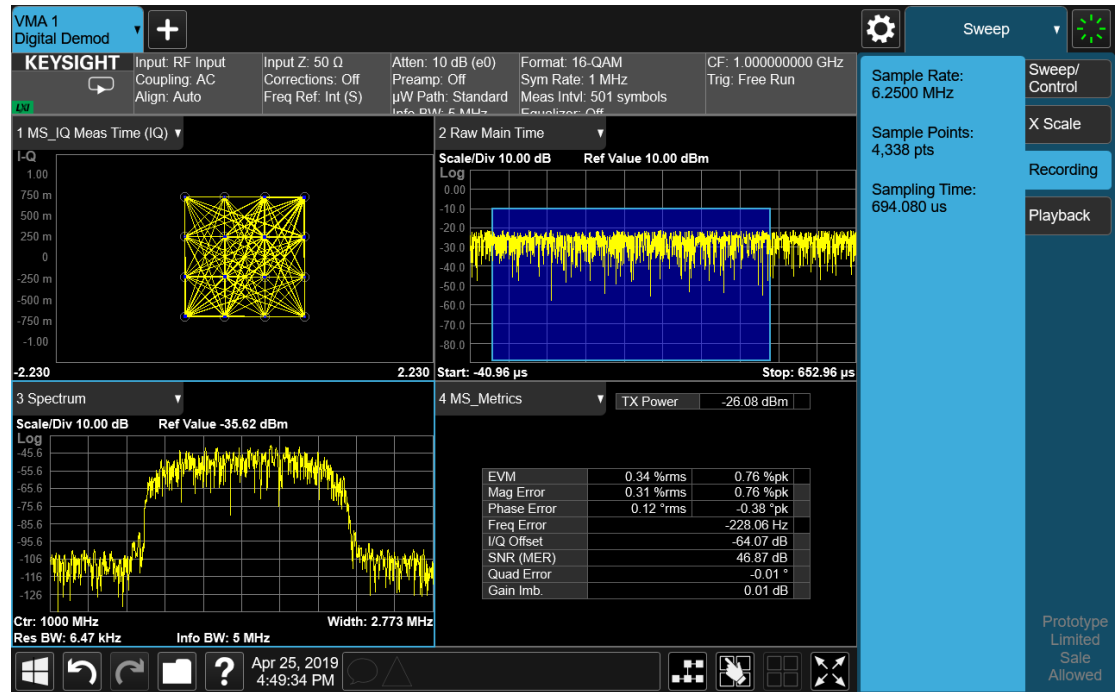 VMA 1
Digital Demod
+
Sweep
KEYSIGHT
LXI
Input: RF Input
Coupling: AC
Align: Auto
Input Z: 50 Ω
Corrections: Off
Freq Ref: Int (S)
Atten: 10 dB (e0)
Preamp: Off
µW Path: Standard
Info BW: 5 MHz
Format: 16-QAM
Sym Rate: 1 MHz
Meas Intvl: 501 symbols
Equalizer: Off
CF: 1.000000000 GHz
Trig: Free Run
1 MS_IQ Meas Time (IQ)
I-Q
1.00
750 m
500 m
250 m
0
-250 m
-500 m
-750 m
-1.00
-2.230
2.230
2 Raw Main Time
Scale/Div 10.00 dB Ref Value 10.00 dBm
Log
0.00
-10.0
-20.0
-30.0
-40.0
-50.0
-60.0
-70.0
-80.0
Start: -40.96 µs Stop: 652.96 µs
3 Spectrum
Scale/Div 10.00 dB Ref Value -35.62 dBm
Log
-45.6
-55.6
-65.6
-75.6
-85.6
-95.6
-106
-116
-126
Ctr: 1000 MHz Width: 2.773 MHz
Res BW: 6.47 kHz Info BW: 5 MHz
4 MS_Metrics
TX Power -26.08 dBm
EVM 0.34 %rms 0.76 %pk
Mag Error 0.31 %rms 0.76 %pk
Phase Error 0.12 °rms -0.38 °pk
Freq Error -228.06 Hz
I/Q Offset -64.07 dB
SNR (MER) 46.87 dB
Quad Error -0.01 °
Gain Imb. 0.01 dB
Sample Rate:
6.2500 MHz
Sample Points:
4,338 pts
Sampling Time:
694.080 us
Sweep/
Control
X Scale
Recording
Playback
Prototype
Limited
Sale
Allowed
?
Apr 25, 2019
4:49:34 PM